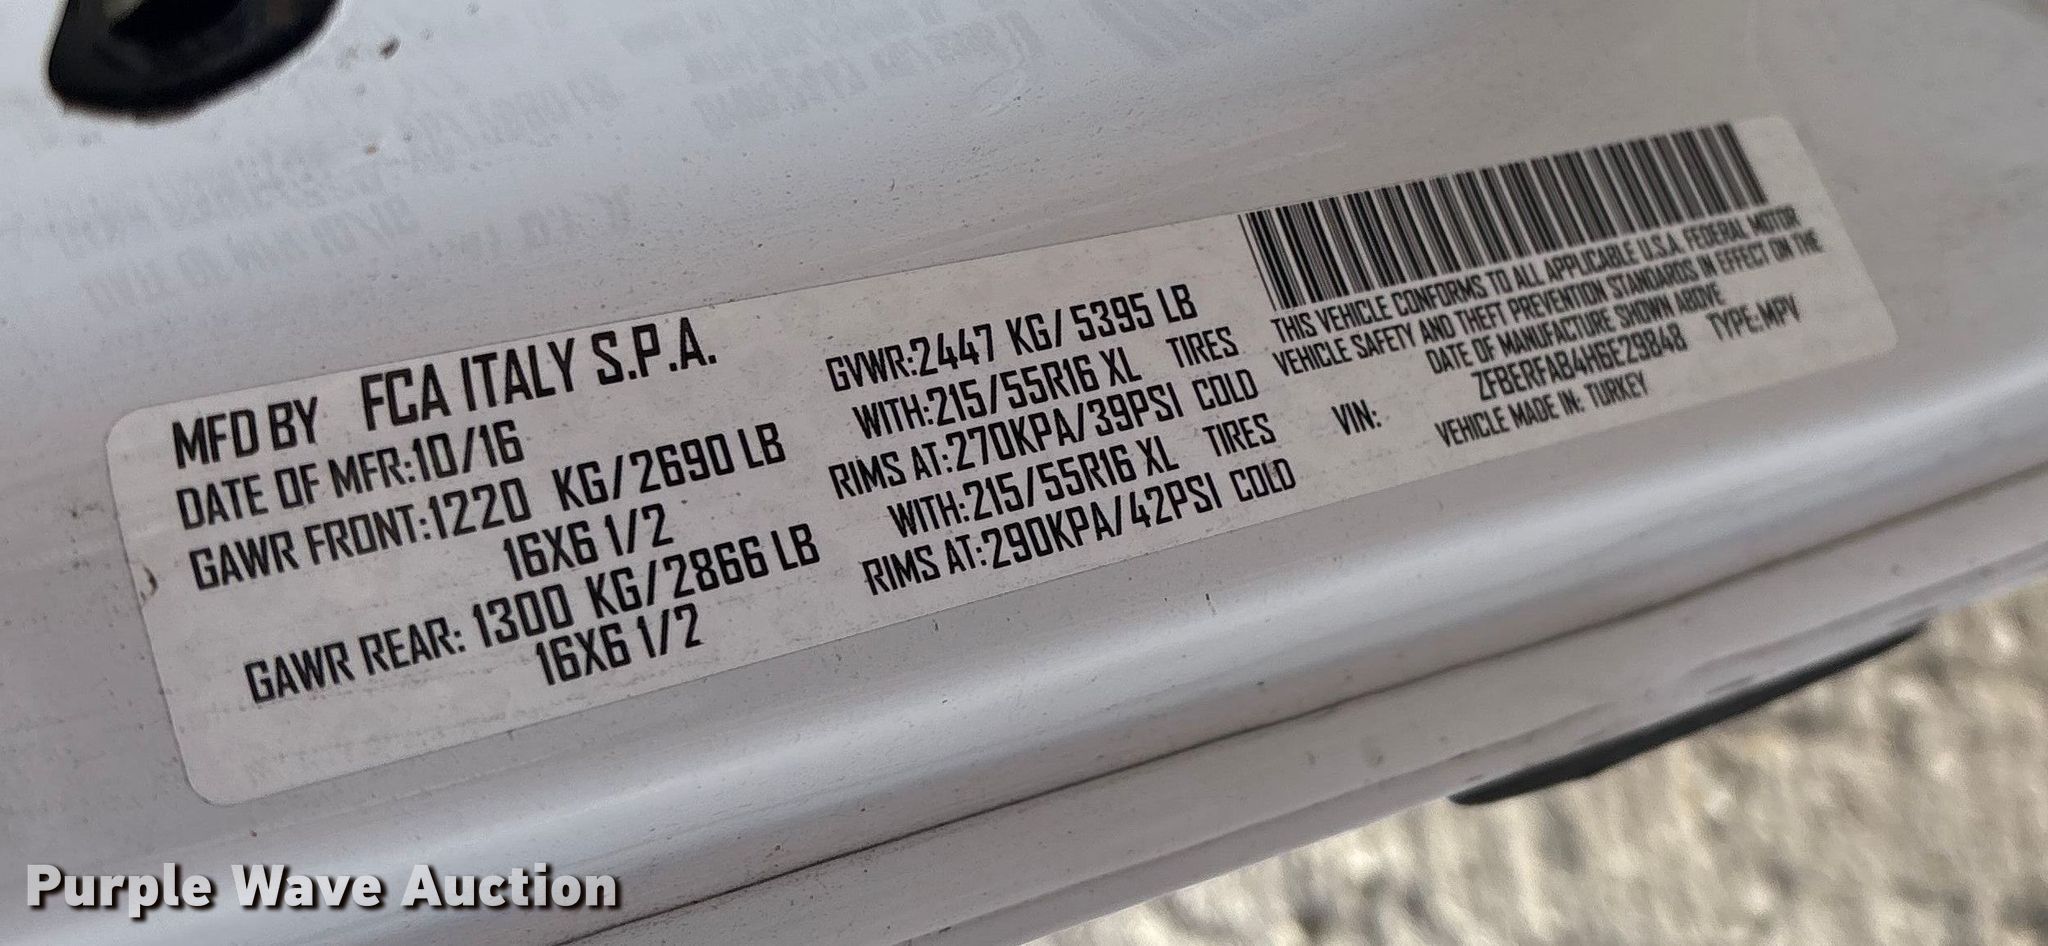 MFD BY FCA ITALY S.P.A.
DATE OF MFR:10/16
GAWR FRONT:1220 KG/2690 LB
16X6 1/2
GAWR REAR: 1300 KG/2866 LB
16X6 1/2
GVWR:2447 KG/ 5395 LB
WITH:215/55R16 XL TIRES
RIMS AT:270KPA/39PSI COLD
WITH:215/55R16 XL TIRES
RIMS AT:290KPA/42PSI COLD
THIS VEHICLE CONFORMS TO ALL APPLICABLE U.S.A. FEDERAL MOTOR
VEHICLE SAFETY AND THEFT PREVENTION STANDARDS IN EFFECT ON THE
DATE OF MANUFACTURE SHOWN ABOVE
VIN: ZFBERFAB4H6E29848 TYPE:MPV
VEHICLE MADE IN: TURKEY
Purple Wave Auction